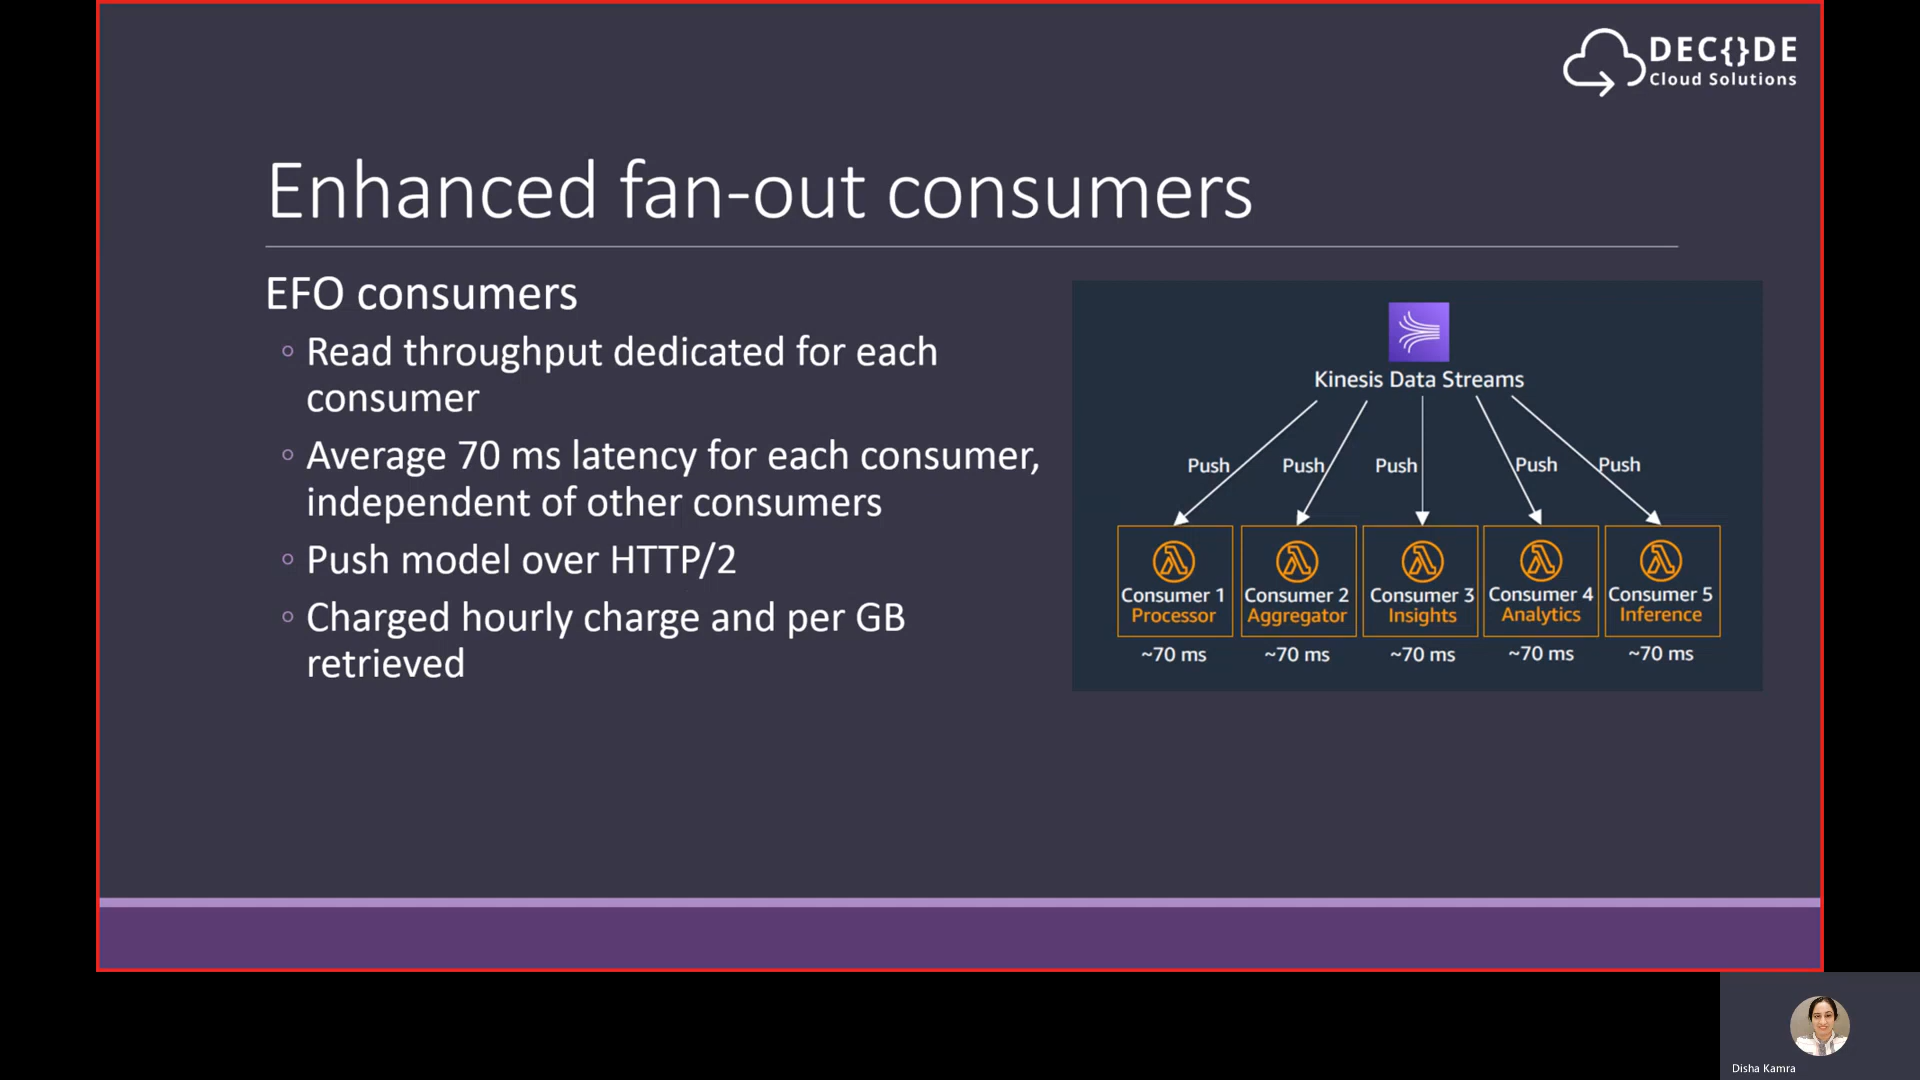 DEC{}DE
Cloud Solutions
Enhanced fan-out consumers
EFO consumers
Read throughput dedicated for each
consumer
Average 70 ms latency for each consumer,
independent of other consumers
Push model over HTTP/2
Charged hourly charge and per GB
retrieved
Kinesis Data Streams
Push Push Push Push Push
Consumer 1 Consumer 2 Consumer 3 Consumer 4 Consumer 5
Processor Aggregator Insights Analytics Inference
~70 ms ~70 ms ~70 ms ~70 ms ~70 ms
Disha Kamra